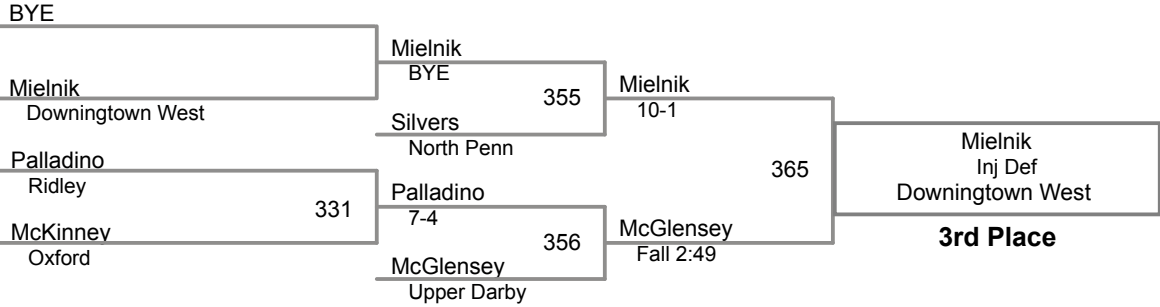 BYE
Mielnik
Downingtown West
Palladino
Ridley
331
McKinney
Oxford
Mielnik
BYE
355
Silvers
North Penn
Palladino
7-4
356
McGlensey
Upper Darby
Mielnik
10-1
365
McGlensey
Fall 2:49
Mielnik
Inj Def
Downingtown West
3rd Place